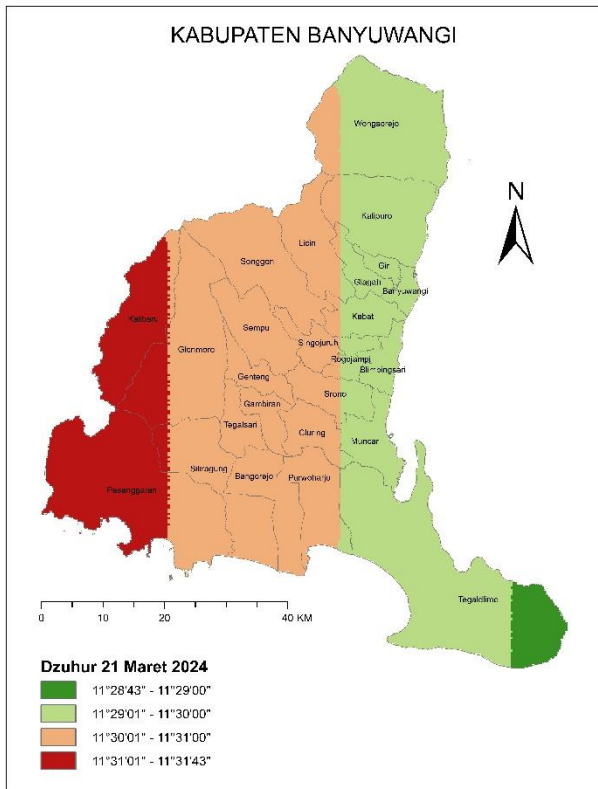 KABUPATEN BANYUWANGI
Wongsorejo
N
Kalipuro
Licin
Songgon
Giri
Glagah
Banyuwangi
Kalibaru
Kabat
Sempu
Singojuruh
Glenmore
Rogojampi
Blimbingsari
Genteng
Srono
Gambiran
Tegalsari
Cluring
Muncar
Siliragung
Bangorejo
Purwoharjo
Pesanggaran
Tegaldlimo
0 10 20 40 KM
Dzuhur 21 Maret 2024
11°28'43" - 11°29'00"
11°29'01" - 11°30'00"
11°30'01" - 11°31'00"
11°31'01" - 11°31'43"